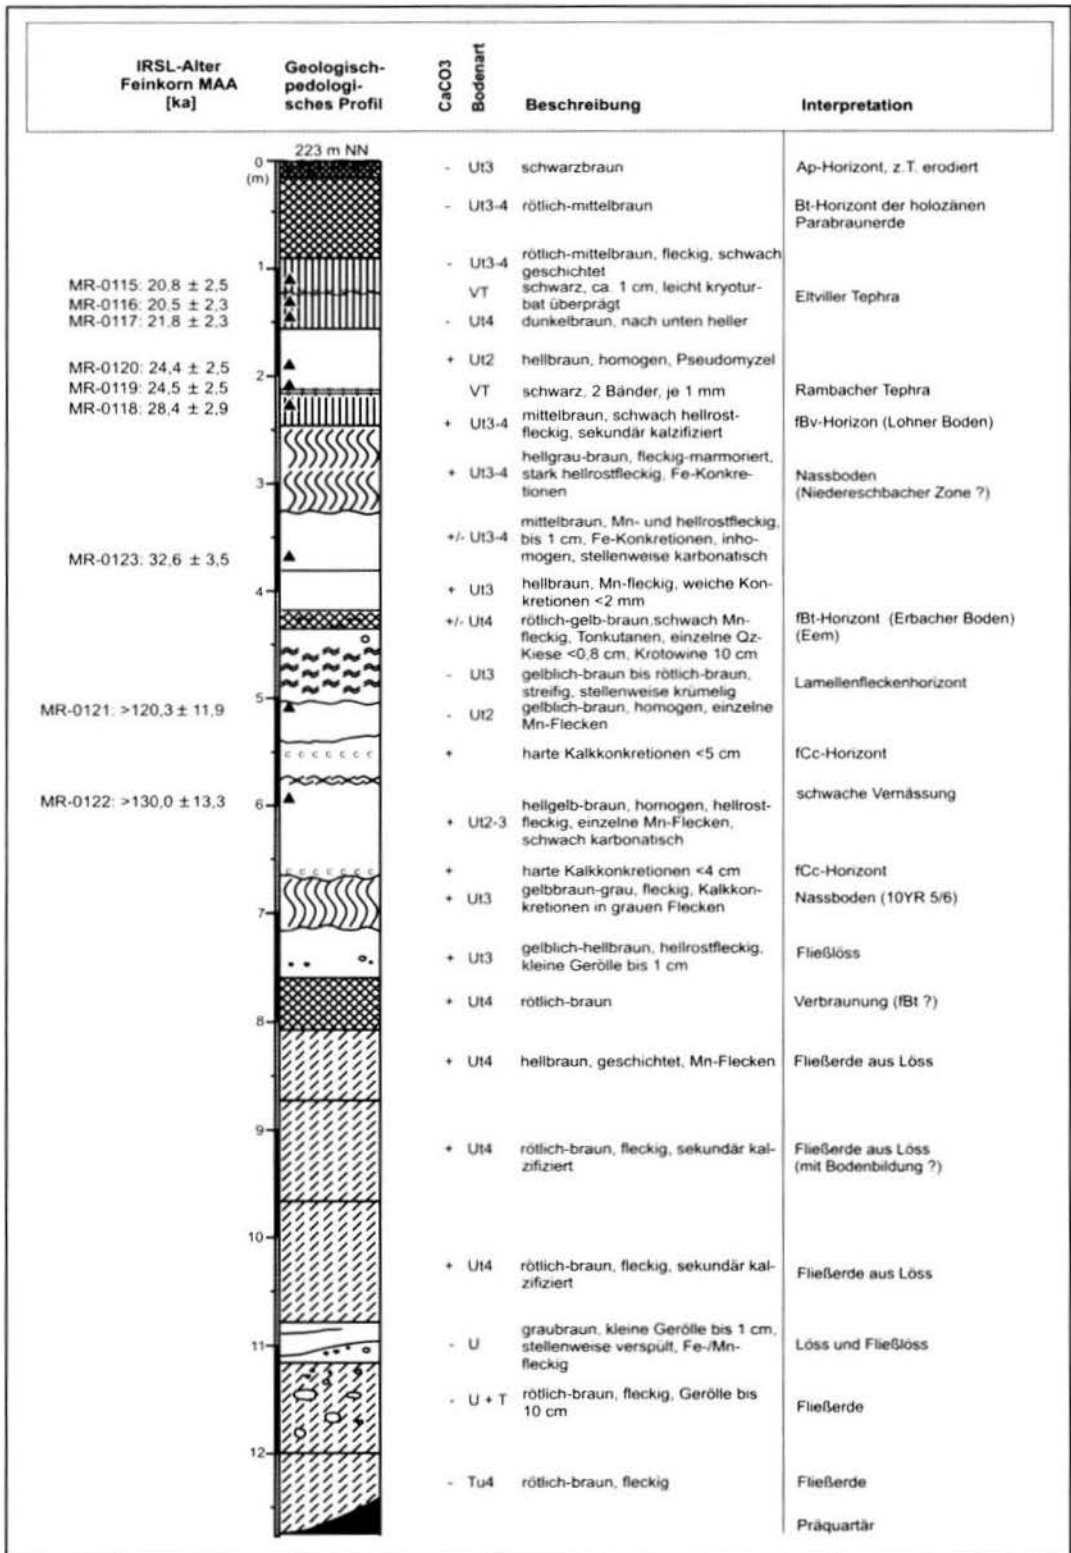 IRSL-Alter
Feinkorn MAA
[ka]
Geologisch-
pedologi-
sches Profil
CaCO3
Bodenart
Beschreibung
Interpretation
223 m NN
0
(m)
- Ut3 schwarzbraun Ap-Horizont, z.T. erodiert
- Ut3-4 rötlich-mittelbraun Bt-Horizont der holozänen
Parabraunerde
1
- Ut3-4 rötlich-mittelbraun, fleckig, schwach
geschichtet
MR-0115: 20,8 ± 2,5
MR-0116: 20,5 ± 2,3
MR-0117: 21,8 ± 2,3
VT schwarz, ca. 1 cm, leicht kryotur-
bat überprägt
Eltviller Tephra
- Ut4 dunkelbraun, nach unten heller
MR-0120: 24,4 ± 2,5
MR-0119: 24,5 ± 2,5
MR-0118: 28,4 ± 2,9
+ Ut2 hellbraun, homogen, Pseudomyzel
2
VT schwarz, 2 Bänder, je 1 mm Rambacher Tephra
+ Ut3-4 mittelbraun, schwach hellrost-
fleckig, sekundär kalzifiziert
fBv-Horizon (Lohner Boden)
3
+ Ut3-4 hellgrau-braun, fleckig-marmoriert,
stark hellrostfleckig, Fe-Konkre-
tionen
Nassboden
(Niedereschbacher Zone ?)
MR-0123: 32,6 ± 3,5
+/- Ut3-4 mittelbraun, Mn- und hellrostfleckig,
bis 1 cm, Fe-Konkretionen, inho-
mogen, stellenweise karbonatisch
4
+ Ut3 hellbraun, Mn-fleckig, weiche Kon-
kretionen <2 mm
+/- Ut4 rötlich-gelb-braun,schwach Mn-
fleckig, Tonkutanen, einzelne Qz-
Kiese <0,8 cm, Krotowine 10 cm
fBt-Horizont (Erbacher Boden)
(Eem)
- Ut3 gelblich-braun bis rötlich-braun,
streifig, stellenweise krümelig
Lamellenfleckenhorizont
5
MR-0121: >120,3 ± 11,9
- Ut2 gelblich-braun, homogen, einzelne
Mn-Flecken
c c c c c c
+ harte Kalkkonkretionen <5 cm fCc-Horizont
schwache Vernässung
MR-0122: >130,0 ± 13,3
6
+ Ut2-3 hellgelb-braun, homogen, hellrost-
fleckig, einzelne Mn-Flecken,
schwach karbonatisch
c c c c c c
+ harte Kalkkonkretionen <4 cm fCc-Horizont
+ Ut3 gelbbraun-grau, fleckig, Kalkkon-
kretionen in grauen Flecken
Nassboden (10YR 5/6)
7
+ Ut3 gelblich-hellbraun, hellrostfleckig,
kleine Gerölle bis 1 cm
Fließlöss
+ Ut4 rötlich-braun Verbraunung (fBt ?)
8
+ Ut4 hellbraun, geschichtet, Mn-Flecken Fließerde aus Löss
9
+ Ut4 rötlich-braun, fleckig, sekundär kal-
zifiziert
Fließerde aus Löss
(mit Bodenbildung ?)
10
+ Ut4 rötlich-braun, fleckig, sekundär kal-
zifiziert
Fließerde aus Löss
11
- U graubraun, kleine Gerölle bis 1 cm,
stellenweise verspült, Fe-/Mn-
fleckig
Löss und Fließlöss
- U + T rötlich-braun, fleckig, Gerölle bis
10 cm
Fließerde
12
- Tu4 rötlich-braun, fleckig Fließerde
Präquartär